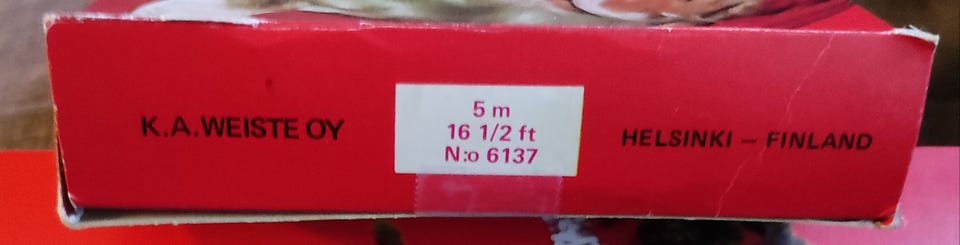 K.A.WEISTE OY
5 m
16 1/2 ft
N:o 6137
HELSINKI – FINLAND